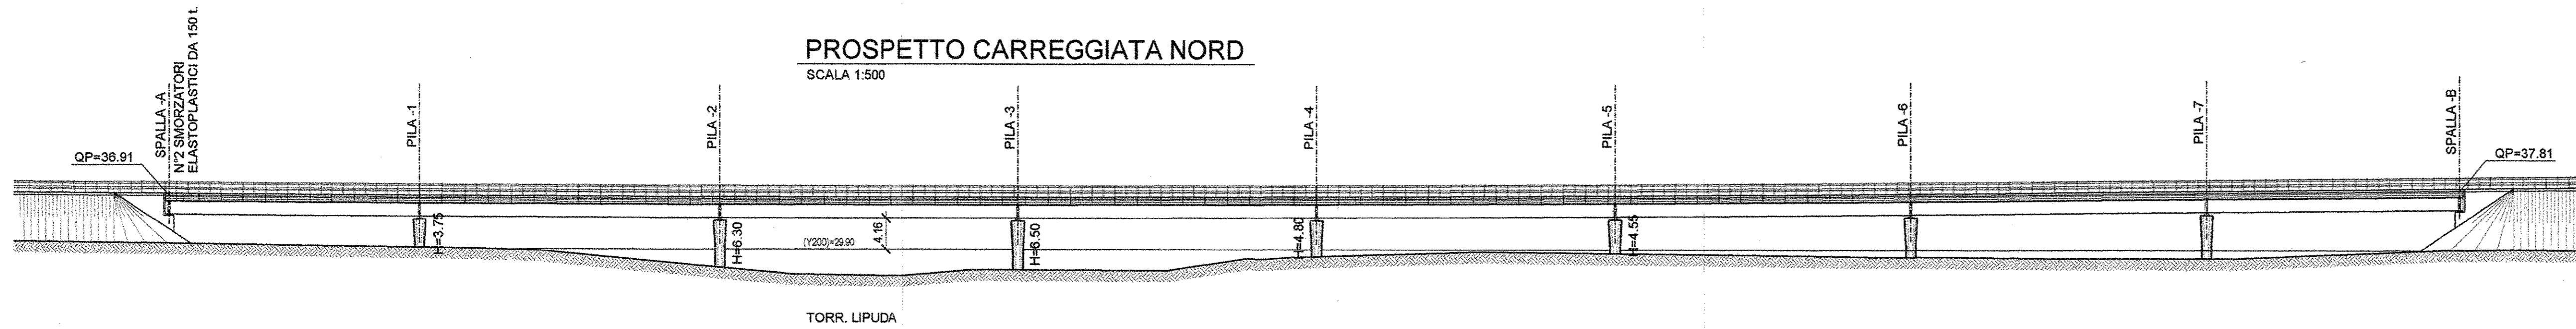 PROSPETTO CARREGGIATA NORD
SCALA 1:500
SPALLA -A
N°2 SMORZATORI
ELASTOPLASTICI DA 150 t.
PILA -1
PILA -2
PILA -3
PILA -4
PILA -5
PILA -6
PILA -7
SPALLA -B
QP=36.91
QP=37.81
H=3.75
H=6.30
(Y200)=29.90
4.16
H=6.50
H=4.80
H=4.55
TORR. LIPUDA